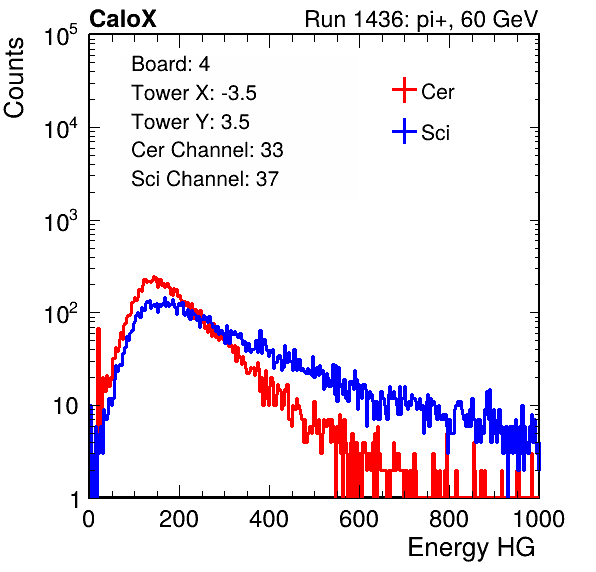 CaloX Run 1436: pi+, 60 GeV
Counts
Board: 4
Tower X: -3.5
Tower Y: 3.5
Cer Channel: 33
Sci Channel: 37
Cer
Sci
10^5
10^4
10^3
10^2
10
1
0 200 400 600 800 1000
Energy HG